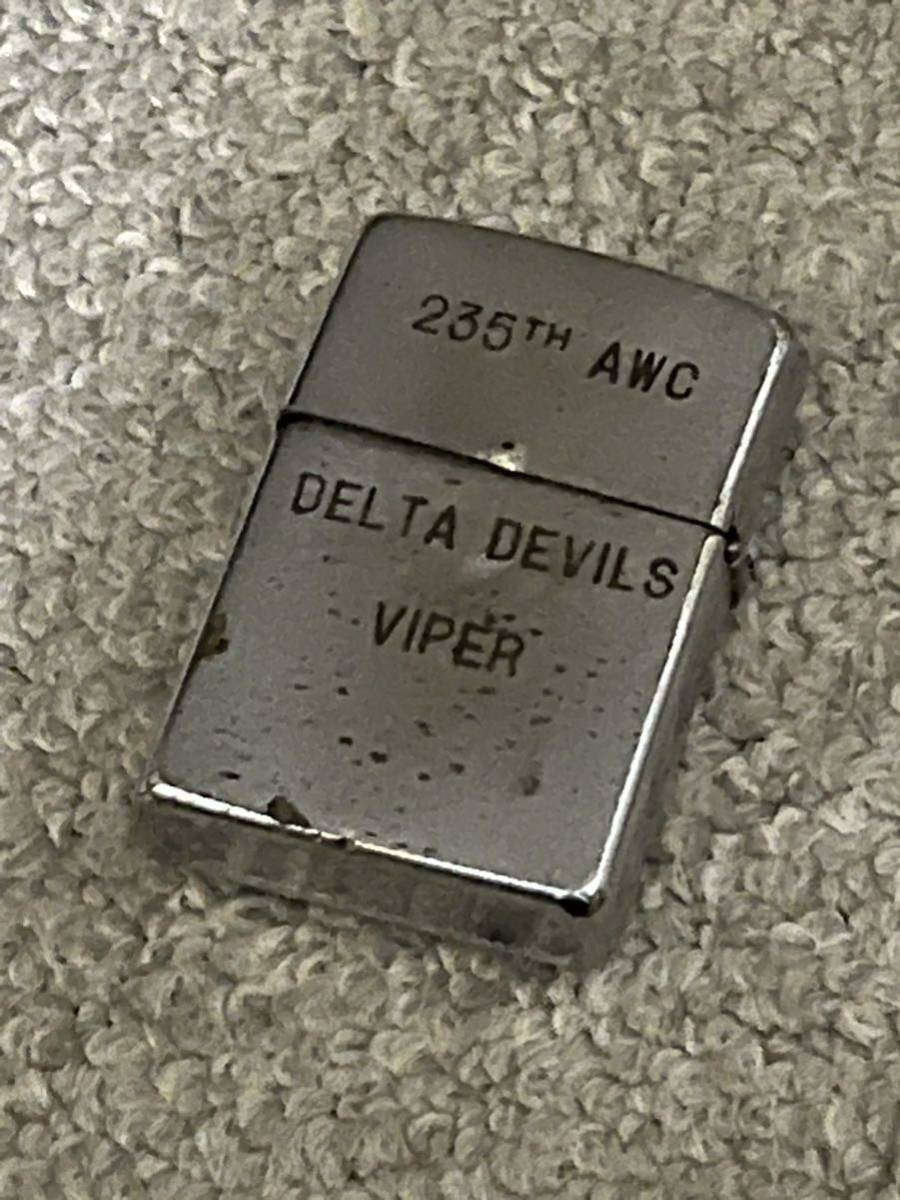 235TH AWC
DELTA DEVILS
VIPER